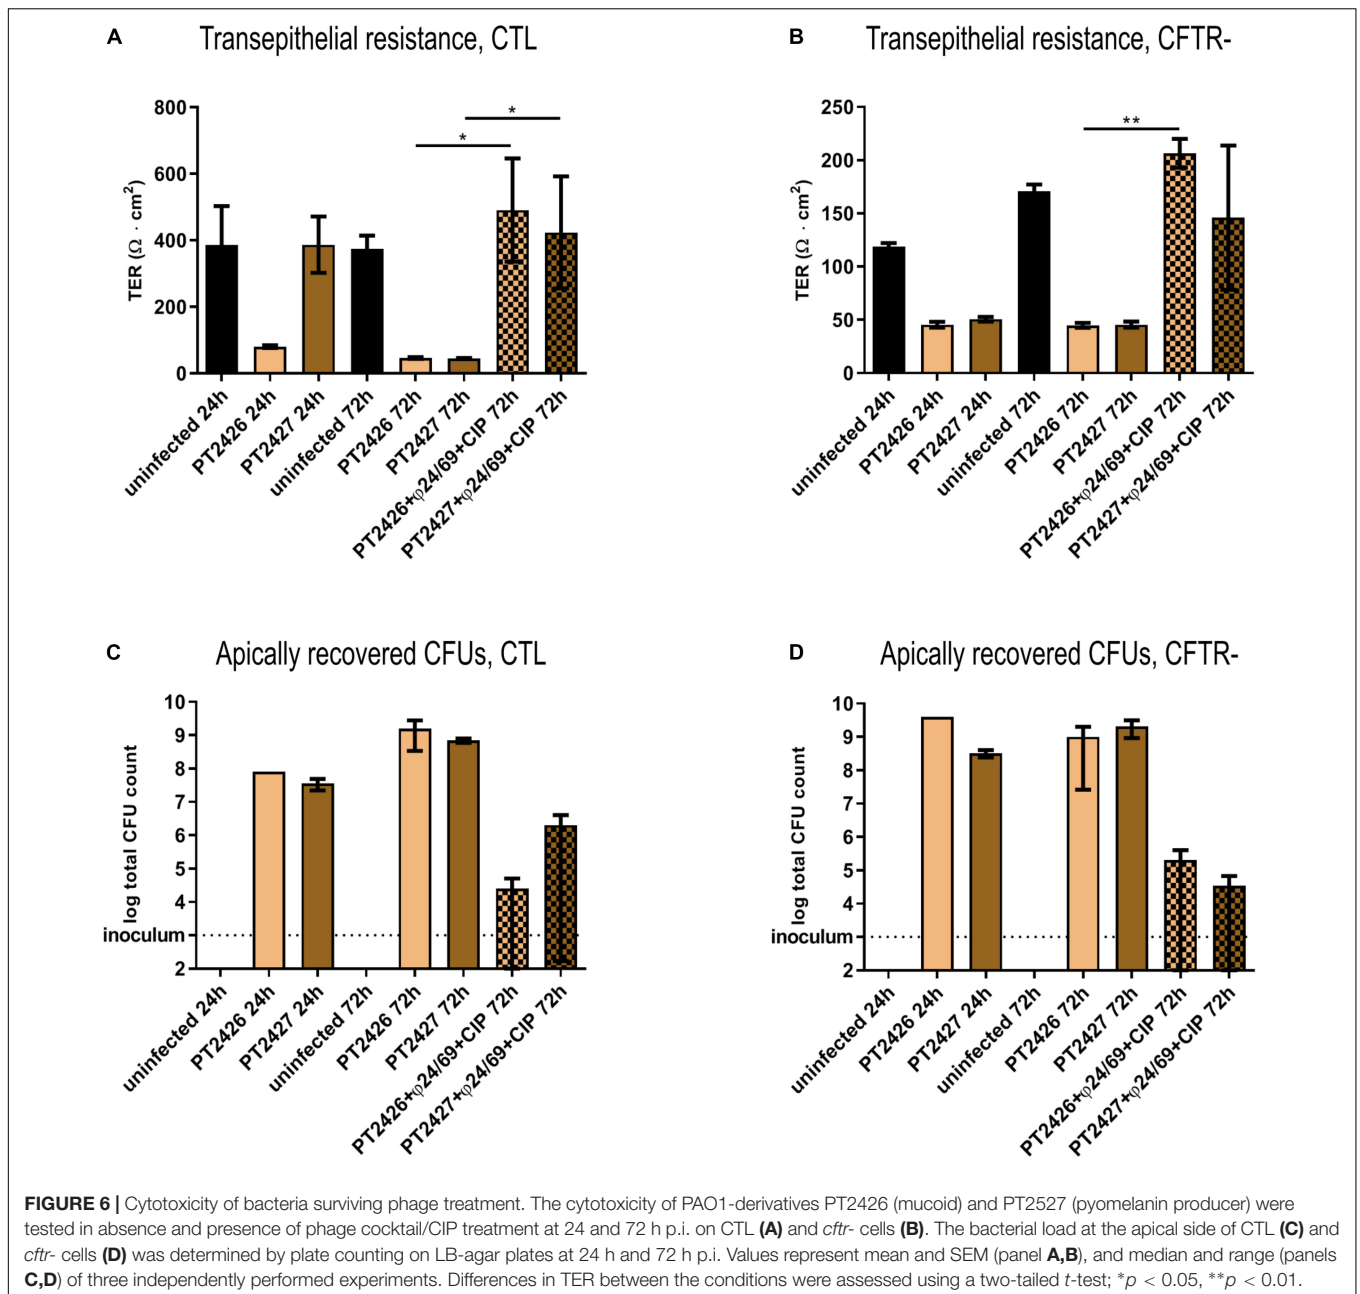 A Transepithelial resistance, CTL
TER (Ω · cm²)
800
600
400
200
0
*
*
uninfected 24h
PT2426 24h
PT2427 24h
uninfected 72h
PT2426 72h
PT2427 72h
PT2426+φ24/69+CIP 72h
PT2427+φ24/69+CIP 72h
B Transepithelial resistance, CFTR-
TER (Ω · cm²)
250
200
150
100
50
0
**
uninfected 24h
PT2426 24h
PT2427 24h
uninfected 72h
PT2426 72h
PT2427 72h
PT2426+φ24/69+CIP 72h
PT2427+φ24/69+CIP 72h
C Apically recovered CFUs, CTL
log total CFU count
10
9
8
7
6
5
4
inoculum
2
uninfected 24h
PT2426 24h
PT2427 24h
uninfected 72h
PT2426 72h
PT2427 72h
PT2426+φ24/69+CIP 72h
PT2427+φ24/69+CIP 72h
D Apically recovered CFUs, CFTR-
log total CFU count
10
9
8
7
6
5
4
inoculum
2
uninfected 24h
PT2426 24h
PT2427 24h
uninfected 72h
PT2426 72h
PT2427 72h
PT2426+φ24/69+CIP 72h
PT2427+φ24/69+CIP 72h
FIGURE 6 | Cytotoxicity of bacteria surviving phage treatment. The cytotoxicity of PAO1-derivatives PT2426 (mucoid) and PT2527 (pyomelanin producer) were
tested in absence and presence of phage cocktail/CIP treatment at 24 and 72 h p.i. on CTL (A) and cftr- cells (B). The bacterial load at the apical side of CTL (C) and
cftr- cells (D) was determined by plate counting on LB-agar plates at 24 h and 72 h p.i. Values represent mean and SEM (panel A,B), and median and range (panels
C,D) of three independently performed experiments. Differences in TER between the conditions were assessed using a two-tailed t-test; *p < 0.05, **p < 0.01.